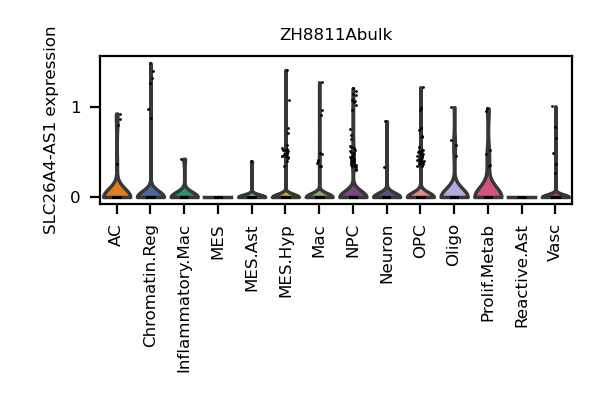 ZH8811Abulk
SLC26A4-AS1 expression
1
0
AC
Chromatin.Reg
Inflammatory.Mac
MES
MES.Ast
MES.Hyp
Mac
NPC
Neuron
OPC
Oligo
Prolif.Metab
Reactive.Ast
Vasc